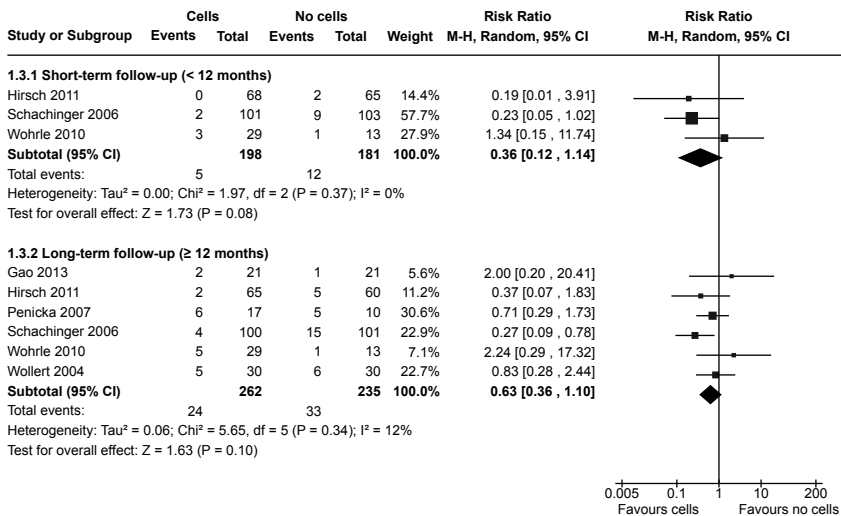 Cells No cells Risk Ratio Risk Ratio
Study or Subgroup Events Total Events Total Weight M-H, Random, 95% CI M-H, Random, 95% CI
1.3.1 Short-term follow-up (< 12 months)
Hirsch 2011 0 68 2 65 14.4% 0.19 [0.01 , 3.91]
Schachinger 2006 2 101 9 103 57.7% 0.23 [0.05 , 1.02]
Wohrle 2010 3 29 1 13 27.9% 1.34 [0.15 , 11.74]
Subtotal (95% CI) 198 181 100.0% 0.36 [0.12 , 1.14]
Total events: 5 12
Heterogeneity: Tau² = 0.00; Chi² = 1.97, df = 2 (P = 0.37); I² = 0%
Test for overall effect: Z = 1.73 (P = 0.08)
1.3.2 Long-term follow-up (≥ 12 months)
Gao 2013 2 21 1 21 5.6% 2.00 [0.20 , 20.41]
Hirsch 2011 2 65 5 60 11.2% 0.37 [0.07 , 1.83]
Penicka 2007 6 17 5 10 30.6% 0.71 [0.29 , 1.73]
Schachinger 2006 4 100 15 101 22.9% 0.27 [0.09 , 0.78]
Wohrle 2010 5 29 1 13 7.1% 2.24 [0.29 , 17.32]
Wollert 2004 5 30 6 30 22.7% 0.83 [0.28 , 2.44]
Subtotal (95% CI) 262 235 100.0% 0.63 [0.36 , 1.10]
Total events: 24 33
Heterogeneity: Tau² = 0.06; Chi² = 5.65, df = 5 (P = 0.34); I² = 12%
Test for overall effect: Z = 1.63 (P = 0.10)
0.005 0.1 1 10 200
Favours cells Favours no cells